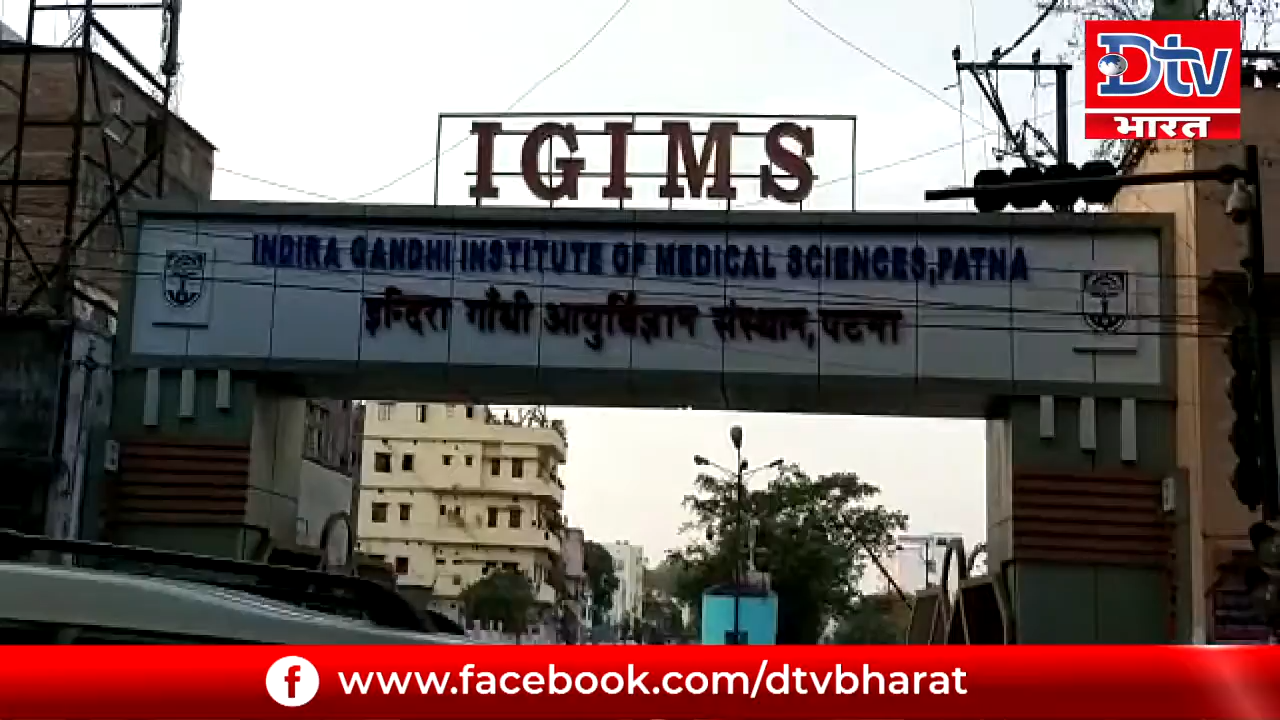 Dtv
भारत
IGIMS
INDIRA GANDHI INSTITUTE OF MEDICAL SCIENCES,PATNA
इन्दिरा गाँधी आयुर्विज्ञान संस्थान,पटना
www.facebook.com/dtvbharat